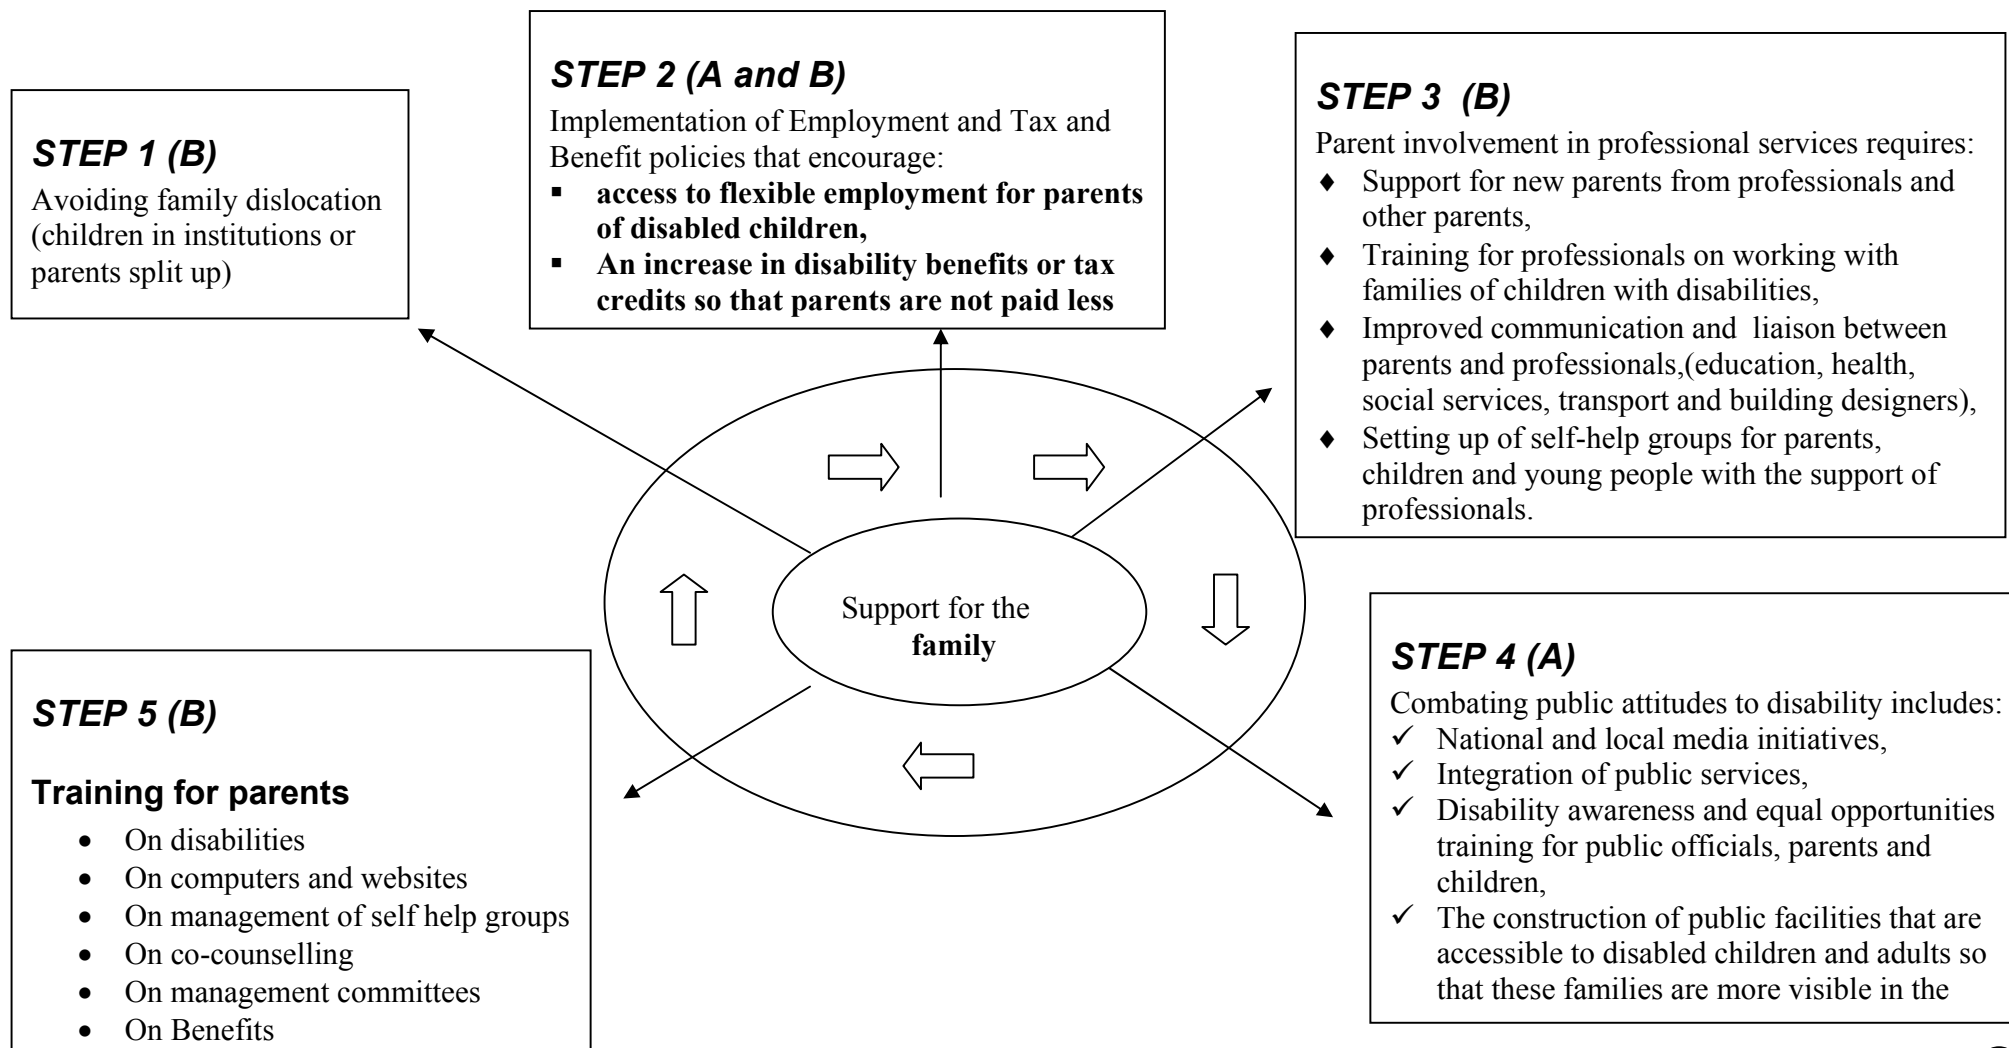 STEP 1 (B)
Avoiding family dislocation
(children in institutions or
parents split up)
STEP 2 (A and B)
Implementation of Employment and Tax and
Benefit policies that encourage:
▪ access to flexible employment for parents
of disabled children,
▪ An increase in disability benefits or tax
credits so that parents are not paid less
STEP 3 (B)
Parent involvement in professional services requires:
♦ Support for new parents from professionals and
other parents,
♦ Training for professionals on working with
families of children with disabilities,
♦ Improved communication and liaison between
parents and professionals,(education, health,
social services, transport and building designers),
♦ Setting up of self-help groups for parents,
children and young people with the support of
professionals.
Support for the
family
STEP 4 (A)
Combating public attitudes to disability includes:
✓ National and local media initiatives,
✓ Integration of public services,
✓ Disability awareness and equal opportunities
training for public officials, parents and
children,
✓ The construction of public facilities that are
accessible to disabled children and adults so
that these families are more visible in the
STEP 5 (B)
Training for parents
• On disabilities
• On computers and websites
• On management of self help groups
• On co-counselling
• On management committees
• On Benefits